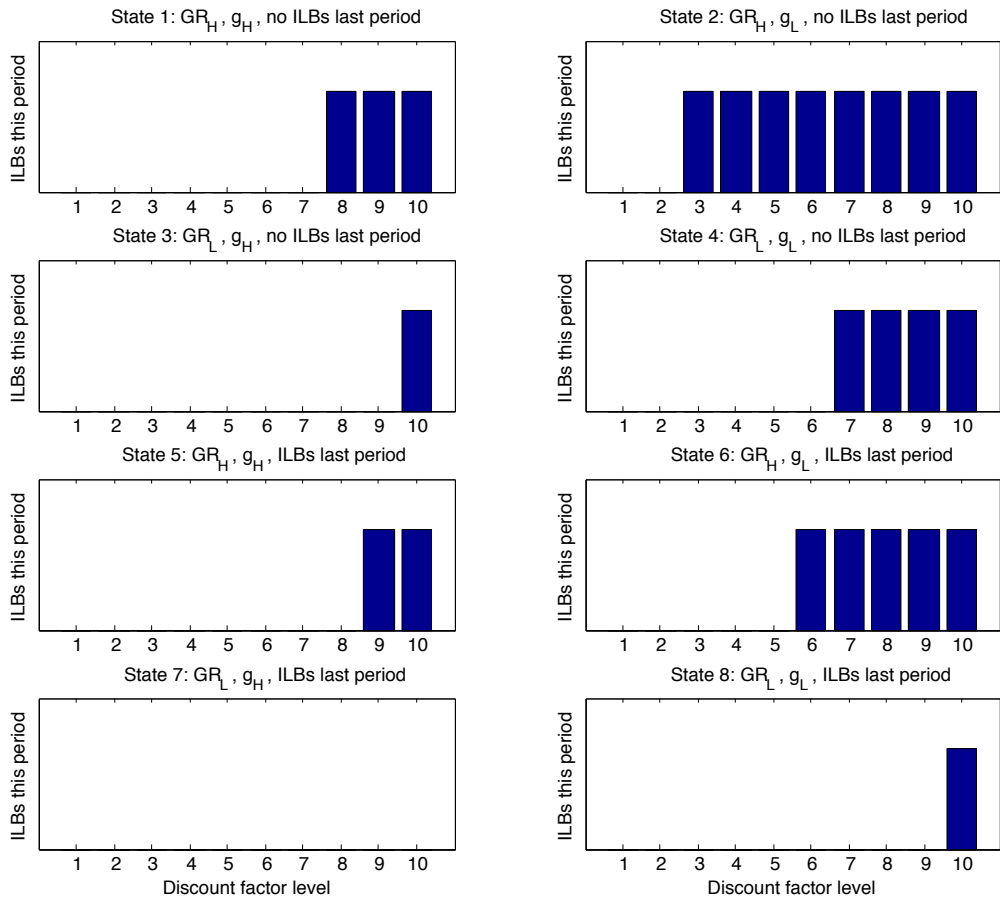 State 1: GR_H , g_H , no ILBs last period
ILBs this period
1 2 3 4 5 6 7 8 9 10
State 2: GR_H , g_L , no ILBs last period
ILBs this period
1 2 3 4 5 6 7 8 9 10
State 3: GR_L , g_H , no ILBs last period
ILBs this period
1 2 3 4 5 6 7 8 9 10
State 4: GR_L , g_L , no ILBs last period
ILBs this period
1 2 3 4 5 6 7 8 9 10
State 5: GR_H , g_H , ILBs last period
ILBs this period
1 2 3 4 5 6 7 8 9 10
State 6: GR_H , g_L , ILBs last period
ILBs this period
1 2 3 4 5 6 7 8 9 10
State 7: GR_L , g_H , ILBs last period
ILBs this period
1 2 3 4 5 6 7 8 9 10
Discount factor level
State 8: GR_L , g_L , ILBs last period
ILBs this period
1 2 3 4 5 6 7 8 9 10
Discount factor level